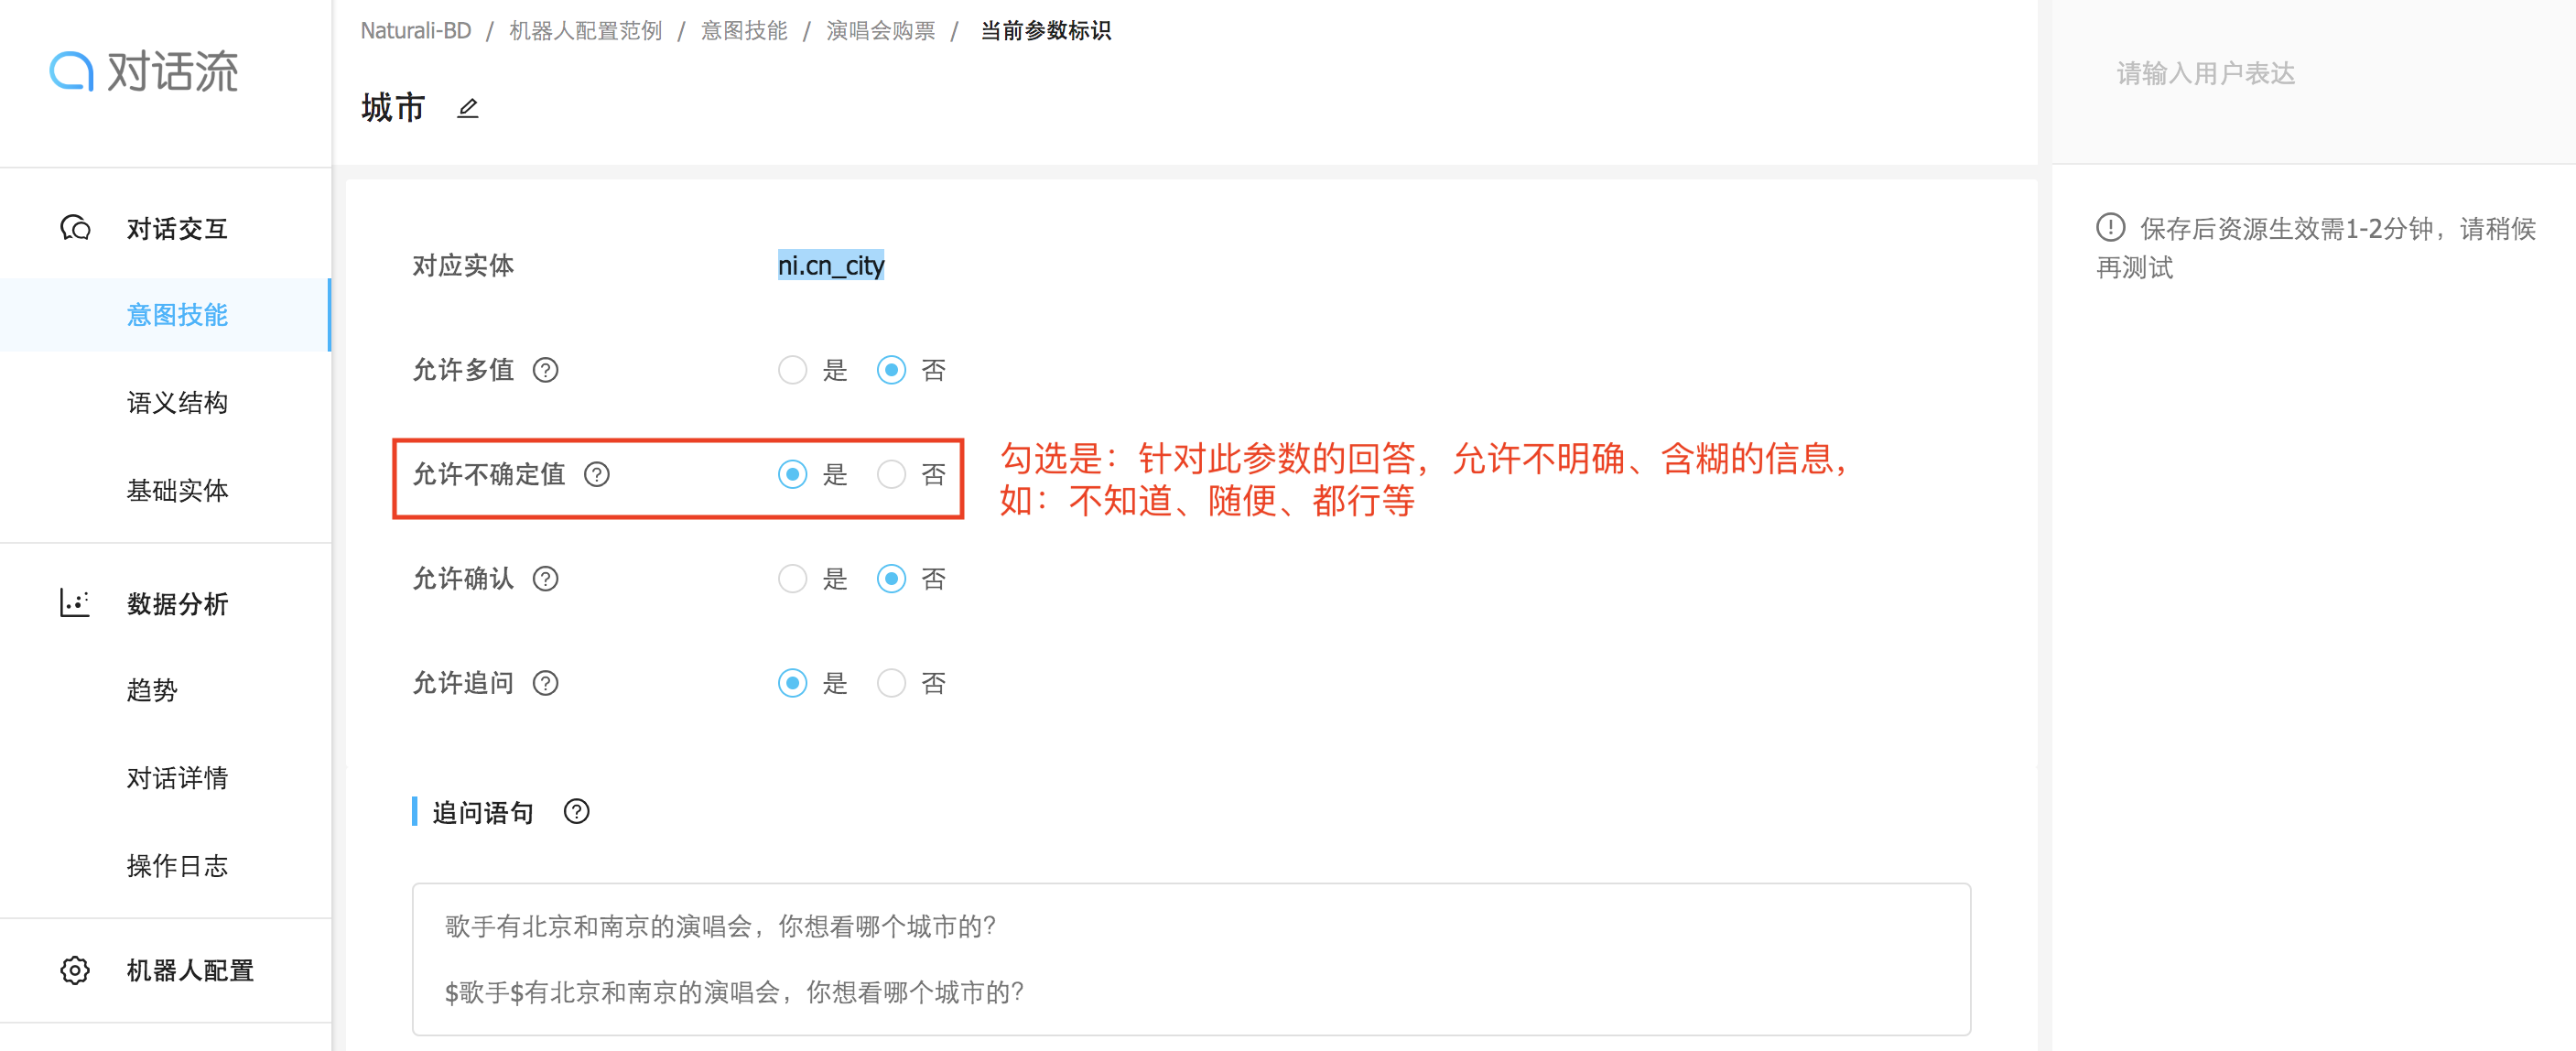 对话流
对话交互
意图技能
语义结构
基础实体
数据分析
趋势
对话详情
操作日志
机器人配置
Naturali-BD / 机器人配置范例 / 意图技能 / 演唱会购票 / 当前参数标识
城市
对应实体 ni.cn_city
允许多值 ? 是 否
允许不确定值 ? 是 否
勾选是：针对此参数的回答，允许不明确、含糊的信息，
如：不知道、随便、都行等
允许确认 ? 是 否
允许追问 ? 是 否
追问语句 ?
歌手有北京和南京的演唱会，你想看哪个城市的?
$歌手$有北京和南京的演唱会，你想看哪个城市的?
请输入用户表达
保存后资源生效需1-2分钟，请稍候
再测试